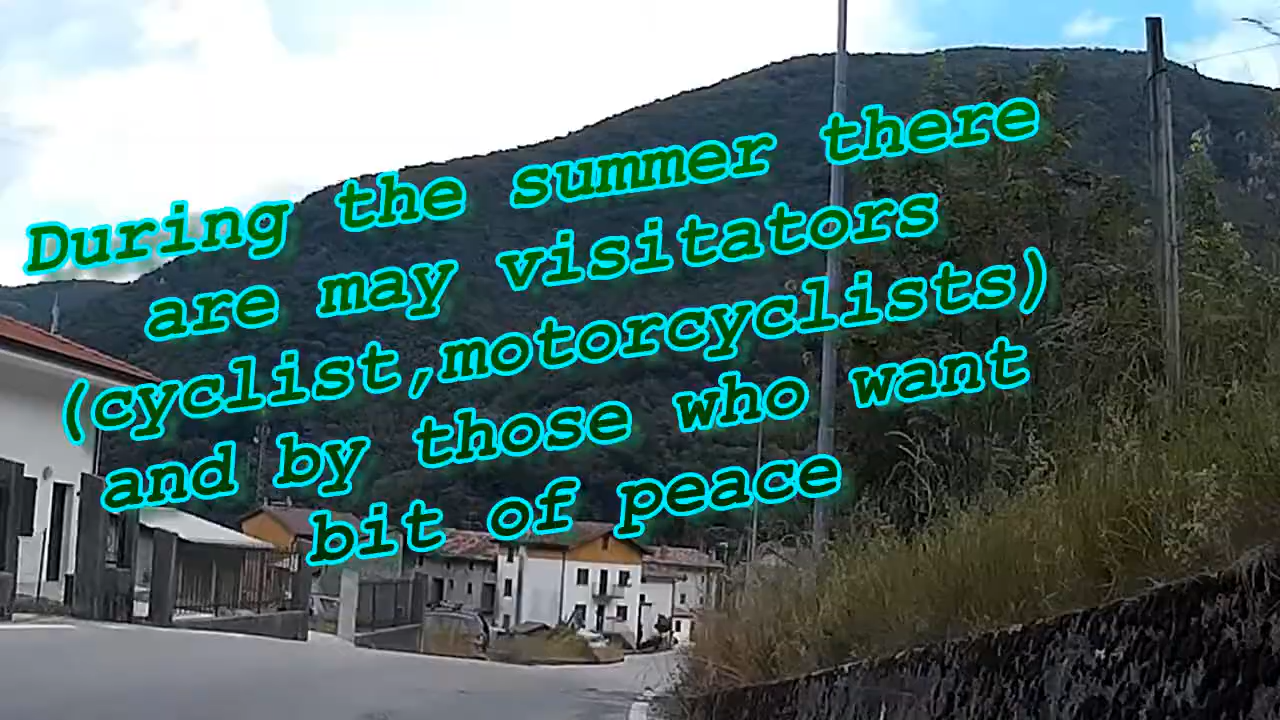 During the summer there
are may visitators
(cyclist,motorcyclists)
and by those who want
bit of peace